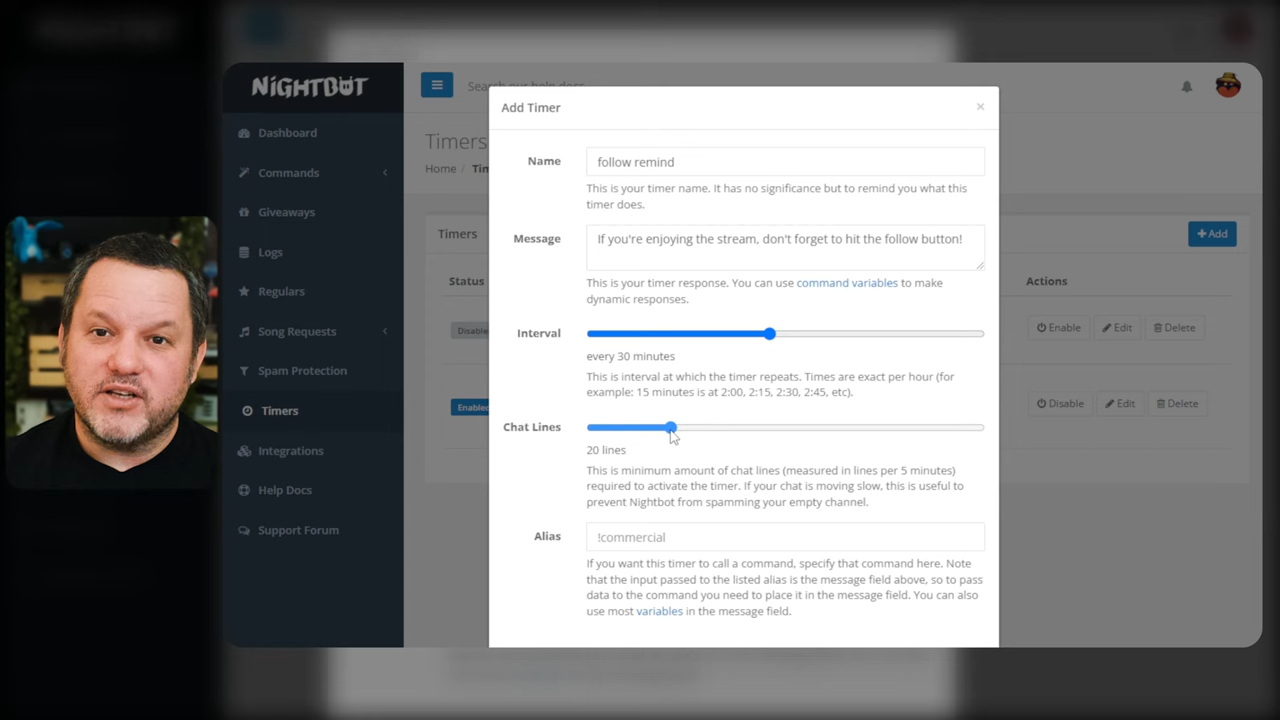 NIGHTBOT
Dashboard
Commands
Giveaways
Logs
Regulars
Song Requests
Spam Protection
Timers
Integrations
Help Docs
Support Forum
Search our help docs
Timers
Home /
Timers
+Add
Status
Actions
Enable Edit Delete
Enabled
Disable Edit Delete
Add Timer ×
Name
follow remind
This is your timer name. It has no significance but to remind you what this
timer does.
Message
If you're enjoying the stream, don't forget to hit the follow button!
This is your timer response. You can use command variables to make
dynamic responses.
Interval
every 30 minutes
This is interval at which the timer repeats. Times are exact per hour (for
example: 15 minutes is at 2:00, 2:15, 2:30, 2:45, etc).
Chat Lines
20 lines
This is minimum amount of chat lines (measured in lines per 5 minutes)
required to activate the timer. If your chat is moving slow, this is useful to
prevent Nightbot from spamming your empty channel.
Alias
!commercial
If you want this timer to call a command, specify that command here. Note
that the input passed to the listed alias is the message field above, so to pass
data to the command you need to place it in the message field. You can also
use most variables in the message field.